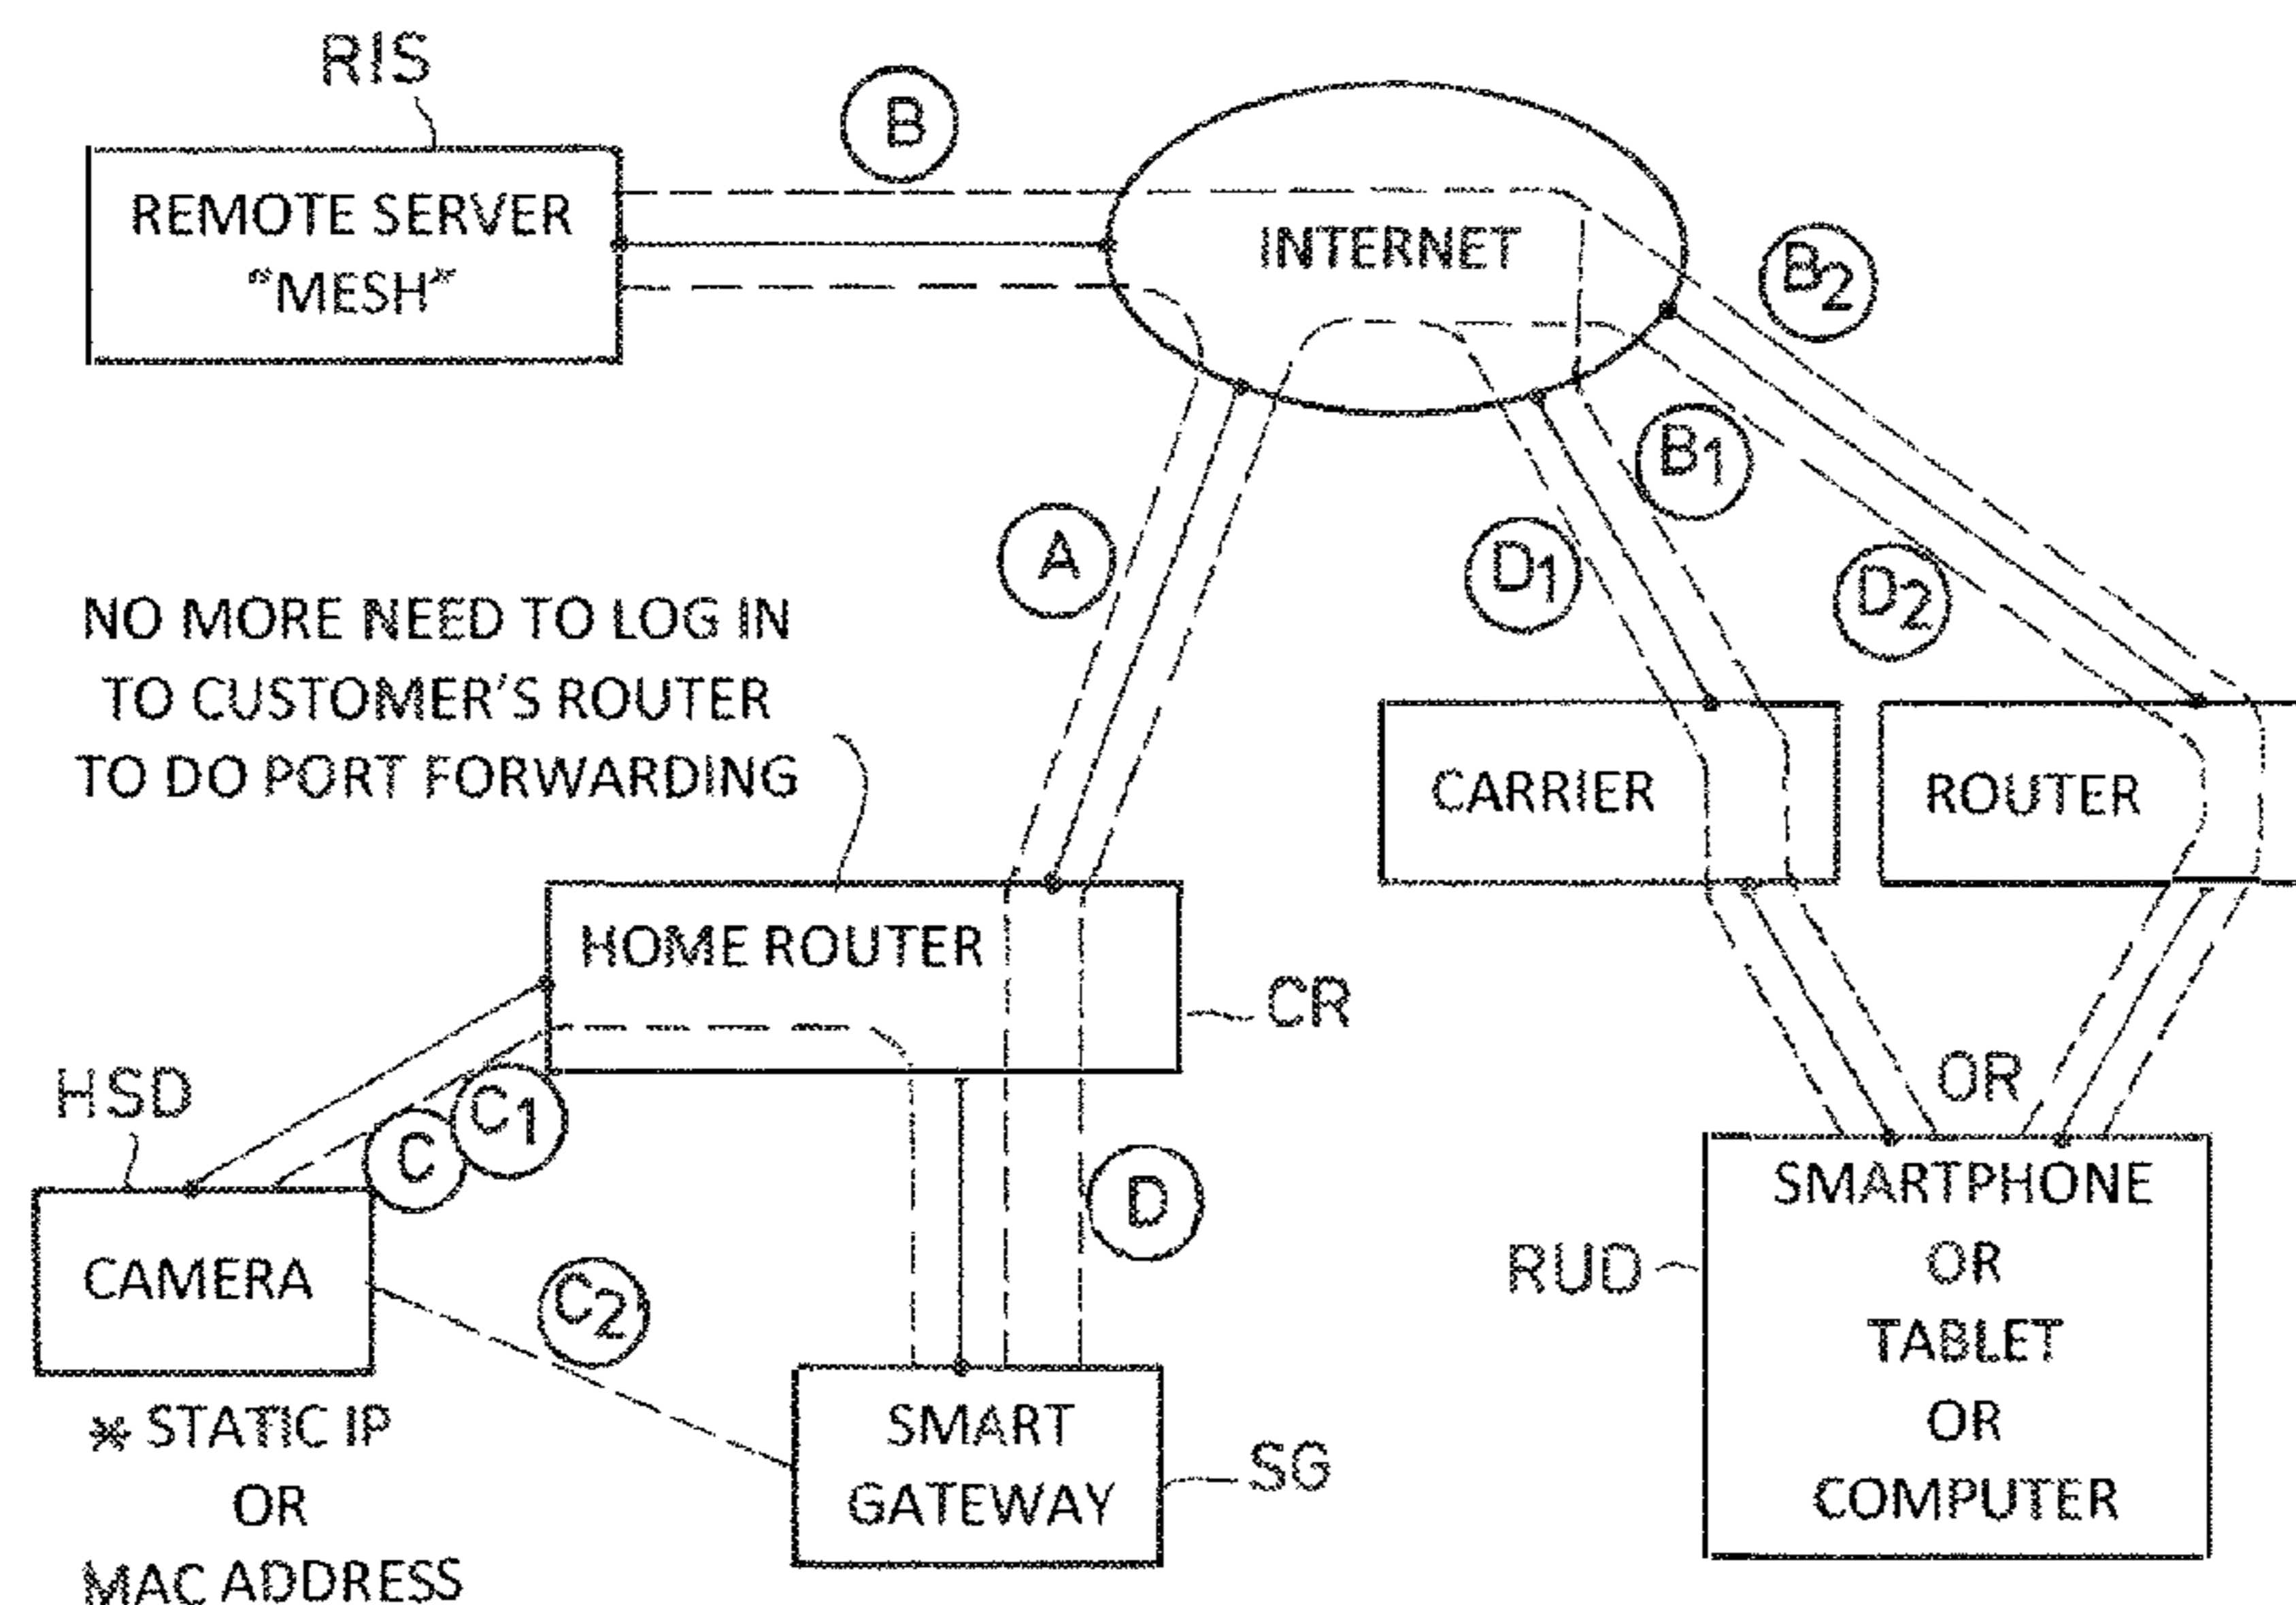 RIS
REMOTE SERVER
"MESH"
B
INTERNET
B2
B1
A
D1
D2
NO MORE NEED TO LOG IN
TO CUSTOMER'S ROUTER
TO DO PORT FORWARDING
CARRIER
ROUTER
HOME ROUTER
CR
HSD
C
C1
OR
CAMERA
C2
D
RUD
SMARTPHONE
OR
TABLET
OR
COMPUTER
* STATIC IP
OR
MAC ADDRESS
SMART
GATEWAY
SG